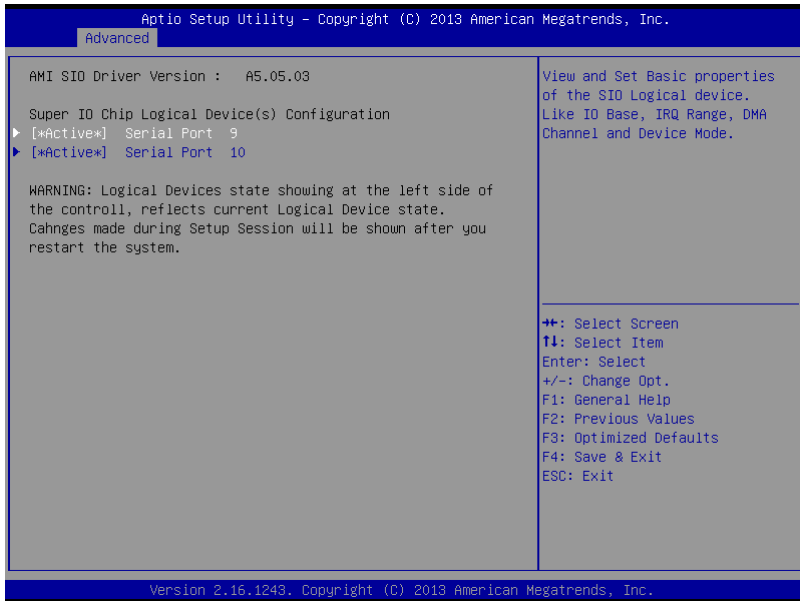 Aptio Setup Utility – Copyright (C) 2013 American Megatrends, Inc.
Advanced
AMI SIO Driver Version :   A5.05.03
Super IO Chip Logical Device(s) Configuration
[*Active*]  Serial Port  9
[*Active*]  Serial Port  10
WARNING: Logical Devices state showing at the left side of
the controll, reflects current Logical Device state.
Cahnges made during Setup Session will be shown after you
restart the system.
View and Set Basic properties
of the SIO Logical device.
Like IO Base, IRQ Range, DMA
Channel and Device Mode.
→←: Select Screen
↑↓: Select Item
Enter: Select
+/-: Change Opt.
F1: General Help
F2: Previous Values
F3: Optimized Defaults
F4: Save & Exit
ESC: Exit
Version 2.16.1243. Copyright (C) 2013 American Megatrends, Inc.